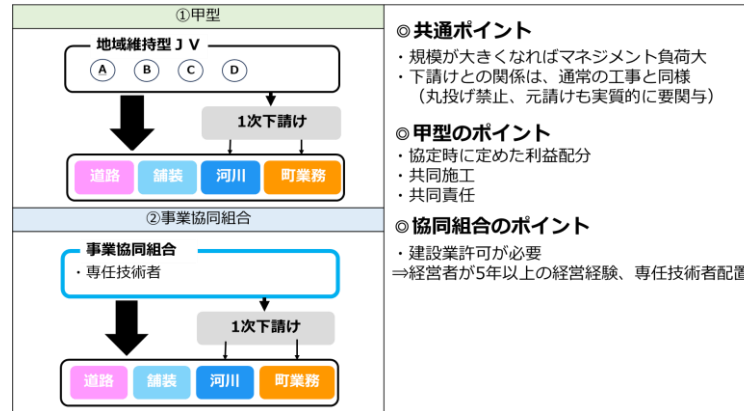 ①甲型
地域維持型ＪＶ
A B C D
1次下請け
道路 舗装 河川 町業務
②事業協同組合
事業協同組合
・専任技術者
1次下請け
道路 舗装 河川 町業務
◎共通ポイント
・規模が大きくなればマネジメント負荷大
・下請けとの関係は、通常の工事と同様
（丸投げ禁止、元請けも実質的に要関与）
◎甲型のポイント
・協定時に定めた利益配分
・共同施工
・共同責任
◎協同組合のポイント
・建設業許可が必要
⇒経営者が5年以上の経営経験、専任技術者配置